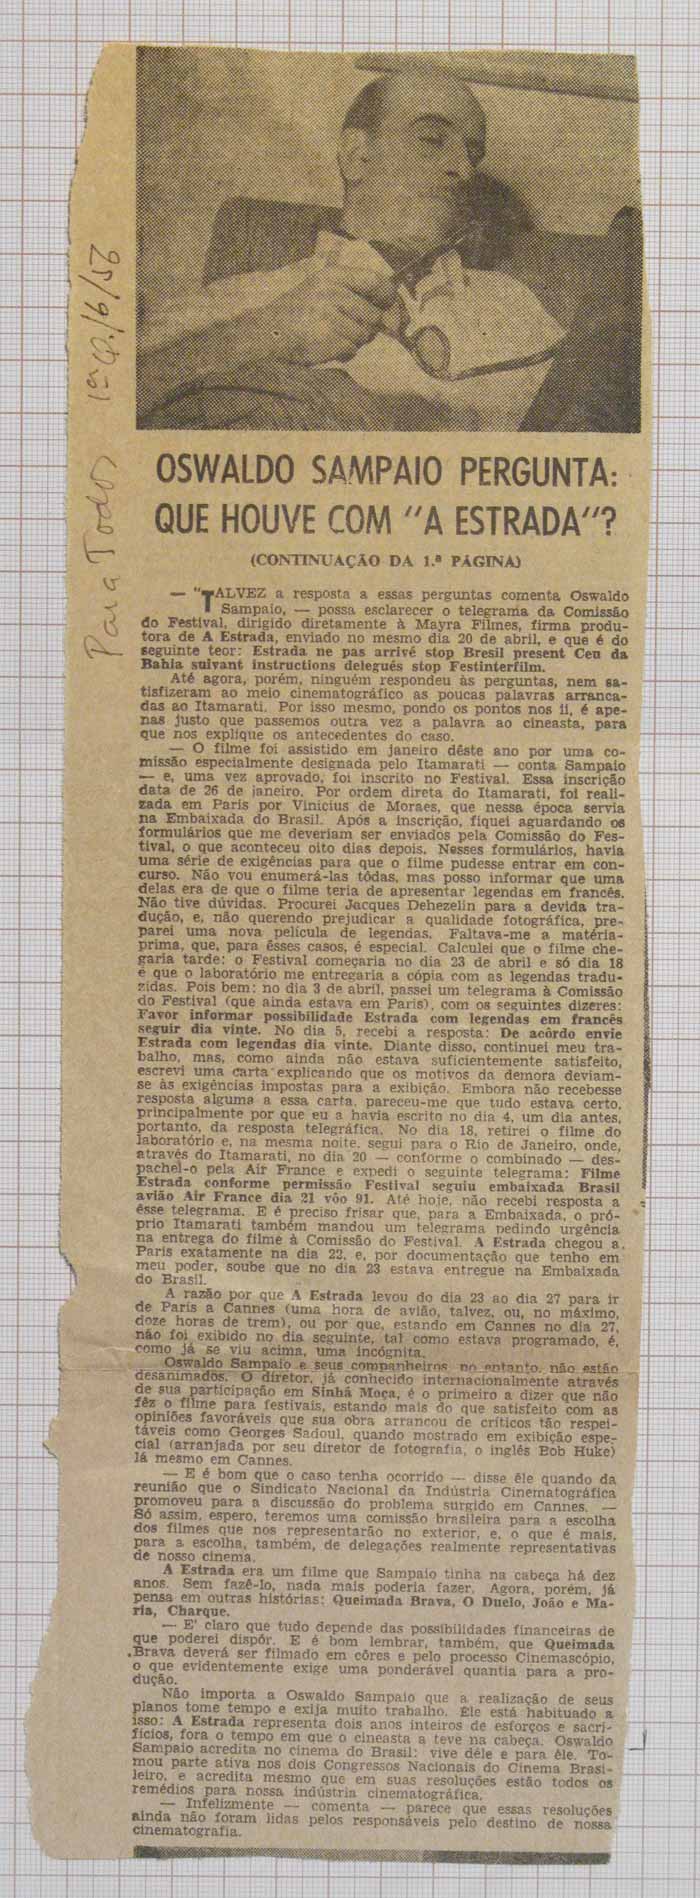 Para Todos 1ª Q./6/56
OSWALDO SAMPAIO PERGUNTA:
QUE HOUVE COM "A ESTRADA"?
(CONTINUAÇÃO DA 1.ª PÁGINA)
— "TALVEZ a resposta a essas perguntas comenta Oswaldo
Sampaio, — possa esclarecer o telegrama da Comissão
do Festival, dirigido diretamente à Mayra Filmes, firma produ-
tora de A Estrada, enviado no mesmo dia 20 de abril, e que é do
seguinte teor: Estrada ne pas arrivé stop Bresil present Ceu da
Bahia suivant instructions delegués stop Festinterfilm.
Até agora, porém, ninguém respondeu às perguntas, nem sa-
tisfizeram ao meio cinematográfico as poucas palavras arranca-
das ao Itamarati. Por isso mesmo, pondo os pontos nos ii, é ape-
nas justo que passemos outra vez a palavra ao cineasta, para
que nos explique os antecedentes do caso.
— O filme foi assistido em janeiro dêste ano por uma co-
missão especialmente designada pelo Itamarati — conta Sampaio
— e, uma vez aprovado, foi inscrito no Festival. Essa inscrição
data de 26 de janeiro. Por ordem direta do Itamarati, foi reali-
zada em Paris por Vinicius de Moraes, que nessa época servia
na Embaixada do Brasil. Após a inscrição, fiquei aguardando os
formulários que me deveriam ser enviados pela Comissão do Fes-
tival, o que aconteceu oito dias depois. Nesses formulários, havia
uma série de exigências para que o filme pudesse entrar em con-
curso. Não vou enumerá-las tôdas, mas posso informar que uma
delas era de que o filme teria de apresentar legendas em francês.
Não tive dúvidas. Procurei Jacques Dehezelin para a devida tra-
dução, e, não querendo prejudicar a qualidade fotográfica, pre-
parei uma nova pelicula de legendas. Faltava-me a matéria-
prima, que, para êsses casos, é especial. Calculei que o filme che-
garia tarde: o Festival começaria no dia 23 de abril e só dia 18
é que o laboratório me entregaria a cópia com as legendas tradu-
zidas. Pois bem: no dia 3 de abril, passei um telegrama à Comissão
do Festival (que ainda estava em Paris), com os seguintes dizeres:
Favor informar possibilidade Estrada com legendas em francês
seguir dia vinte. No dia 5, recebi a resposta: De acôrdo envie
Estrada com legendas dia vinte. Diante disso, continuei meu tra-
balho, mas, como ainda não estava suficientemente satisfeito,
escrevi uma carta explicando que os motivos da demora deviam-
se às exigências impostas para a exibição. Embora não recebesse
resposta alguma a essa carta, pareceu-me que tudo estava certo,
principalmente por que eu a havia escrito no dia 4, um dia antes,
portanto, da resposta telegráfica. No dia 18, retirei o filme do
laboratório e, na mesma noite, segui para o Rio de Janeiro, onde,
através do Itamarati, no dia 20 — conforme o combinado — des-
pachei-o pela Air France e expedi o seguinte telegrama: Filme
Estrada conforme permissão Festival seguiu embaixada Brasil
avião Air France dia 21 vôo 91. Até hoje, não recebi resposta a
êsse telegrama. E é preciso frisar que, para a Embaixada, o pró-
prio Itamarati também mandou um telegrama pedindo urgência
na entrega do filme à Comissão do Festival. A Estrada chegou a
Paris exatamente na dia 22, e, por documentação que tenho em
meu poder, soube que no dia 23 estava entregue na Embaixada
do Brasil.
A razão por que A Estrada levou do dia 23 ao dia 27 para ir
de Paris a Cannes (uma hora de avião, talvez, ou, no máximo,
doze horas de trem), ou por que, estando em Cannes no dia 27,
não foi exibido no dia seguinte, tal como estava programado, é,
como já se viu acima, uma incógnita.
Oswaldo Sampaio e seus companheiros, no entanto, não estão
desanimados. O diretor, já conhecido internacionalmente através
de sua participação em Sinhá Moça, é o primeiro a dizer que não
fêz o filme para festivais, estando mais do que satisfeito com as
opiniões favoráveis que sua obra arrancou de críticos tão respei-
táveis como Georges Sadoul, quando mostrado em exibição espe-
cial (arranjada por seu diretor de fotografia, o inglês Bob Huke)
lá mesmo em Cannes.
— E é bom que o caso tenha ocorrido — disse êle quando da
reunião que o Sindicato Nacional da Indústria Cinematográfica
promoveu para a discussão do problema surgido em Cannes. —
Só assim, espero, teremos uma comissão brasileira para a escolha
dos filmes que nos representarão no exterior, e, o que é mais,
para a escolha, também, de delegações realmente representativas
de nosso cinema.
A Estrada era um filme que Sampaio tinha na cabeça há dez
anos. Sem fazê-lo, nada mais poderia fazer. Agora, porém, já
pensa em outras histórias: Queimada Brava, O Duelo, João e Ma-
ria, Charque.
— E' claro que tudo depende das possibilidades financeiras de
que poderei dispôr. E é bom lembrar, também, que Queimada
Brava deverá ser filmado em côres e pelo processo Cinemascópio,
o que evidentemente exige uma ponderável quantia para a pro-
dução.
Não importa a Oswaldo Sampaio que a realização de seus
planos tome tempo e exija muito trabalho. Êle está habituado a
isso: A Estrada representa dois anos inteiros de esforços e sacri-
fícios, fora o tempo em que o cineasta a teve na cabeça. Oswaldo
Sampaio acredita no cinema do Brasil: vive dêle e para êle. To-
mou parte ativa nos dois Congressos Nacionais do Cinema Brasi-
leiro, e acredita mesmo que em suas resoluções estão todos os
remédios para nossa indústria cinematográfica.
— Infelizmente — comenta — parece que essas resoluções
ainda não foram lidas pelos responsáveis pelo destino de nossa
cinematografia.